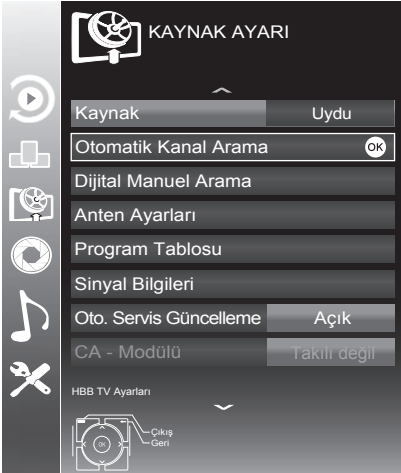 KAYNAK AYARI
Kaynak Uydu
Otomatik Kanal Arama OK
Dijital Manuel Arama
Anten Ayarları
Program Tablosu
Sinyal Bilgileri
Oto. Servis Güncelleme Açık
CA - Modülü Takılı değil
HBB TV Ayarları
Çıkış
Geri
OK